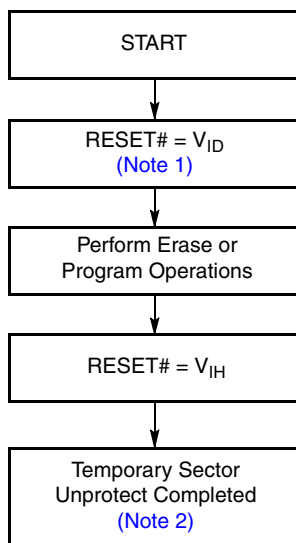 START
RESET# = VID
(Note 1)
Perform Erase or
Program Operations
RESET# = VIH
Temporary Sector
Unprotect Completed
(Note 2)